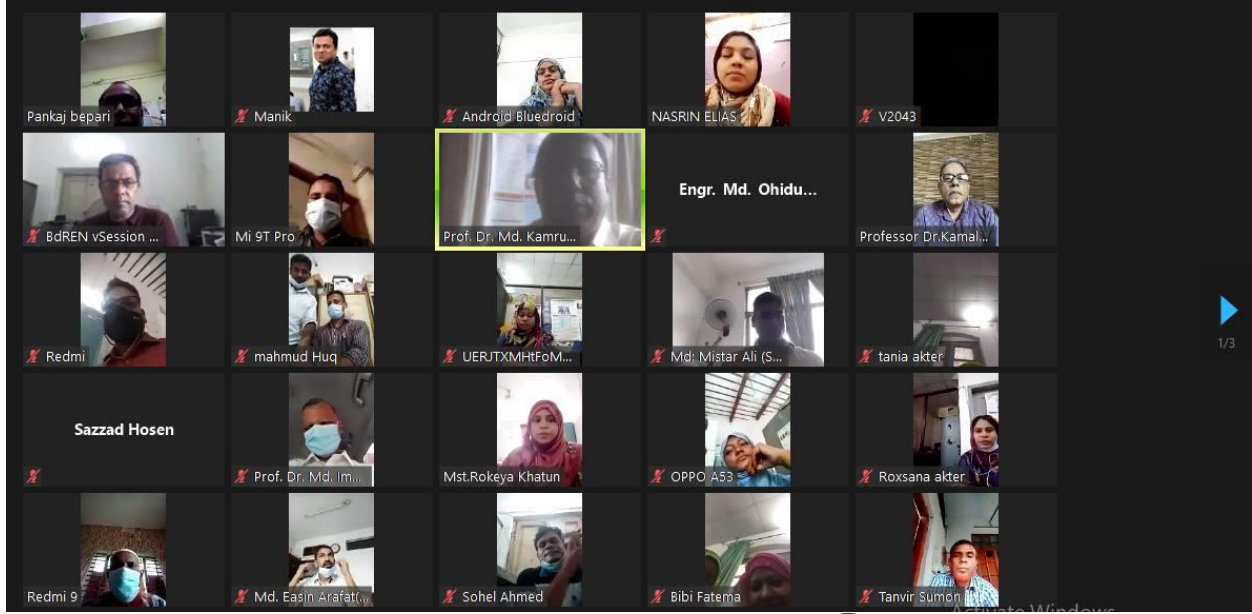 Pankaj bepari
Manik
Android Bluedroid
NASRIN ELIAS
V2043
BdREN vSession ...
Mi 9T Pro
Prof. Dr. Md. Kamru...
Engr. Md. Ohidu...
Professor Dr.Kamal...
Redmi
mahmud Huq
UERJTXMHtFoM...
Md: Mistar Ali (S...
tania akter
1/3
Sazzad Hosen
Prof. Dr. Md. Im...
Mst.Rokeya Khatun
OPPO A53
Roxsana akter
Redmi 9
Md. Easin Arafat(...
Sohel Ahmed
Bibi Fatema
Tanvir Sumon
Activate Windows